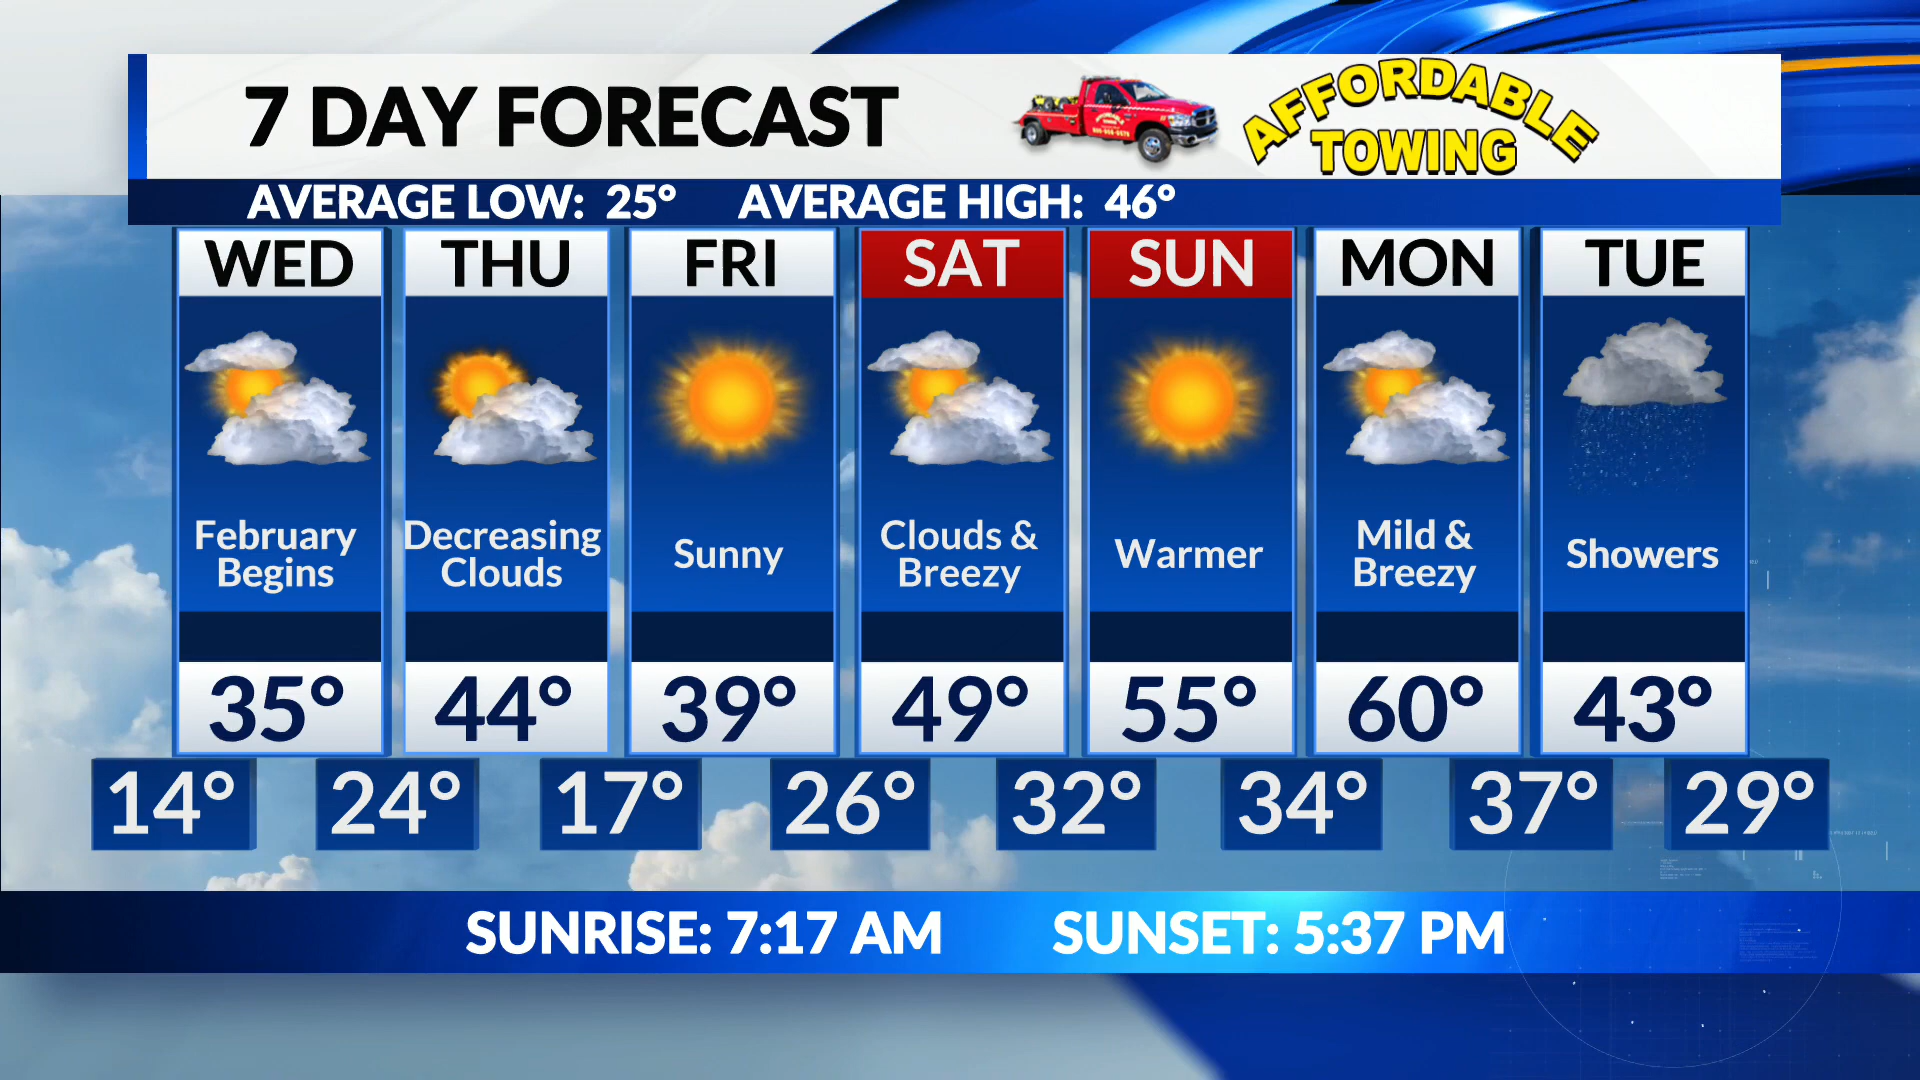 7 DAY FORECAST
AFFORDABLE
TOWING
AVERAGE LOW: 25° AVERAGE HIGH: 46°
WED THU FRI SAT SUN MON TUE
February Begins
Decreasing Clouds
Sunny
Clouds & Breezy
Warmer
Mild & Breezy
Showers
35° 44° 39° 49° 55° 60° 43°
14° 24° 17° 26° 32° 34° 37° 29°
SUNRISE: 7:17 AM SUNSET: 5:37 PM